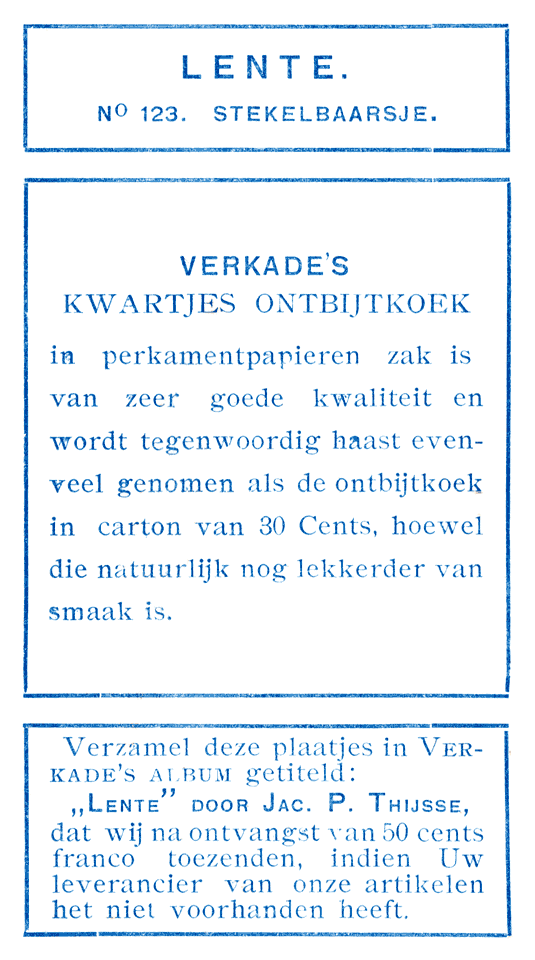 LENTE.
No 123. STEKELBAARSJE.
VERKADE'S
KWARTJES ONTBIJTKOEK
in perkamentpapieren zak is
van zeer goede kwaliteit en
wordt tegenwoordig haast even-
veel genomen als de ontbijtkoek
in carton van 30 Cents, hoewel
die natuurlijk nog lekkerder van
smaak is.
Verzamel deze plaatjes in VER-
KADE'S ALBUM getiteld:
„LENTE” DOOR JAC. P. THIJSSE,
dat wij na ontvangst van 50 cents
franco toezenden, indien Uw
leverancier van onze artikelen
het niet voorhanden heeft.